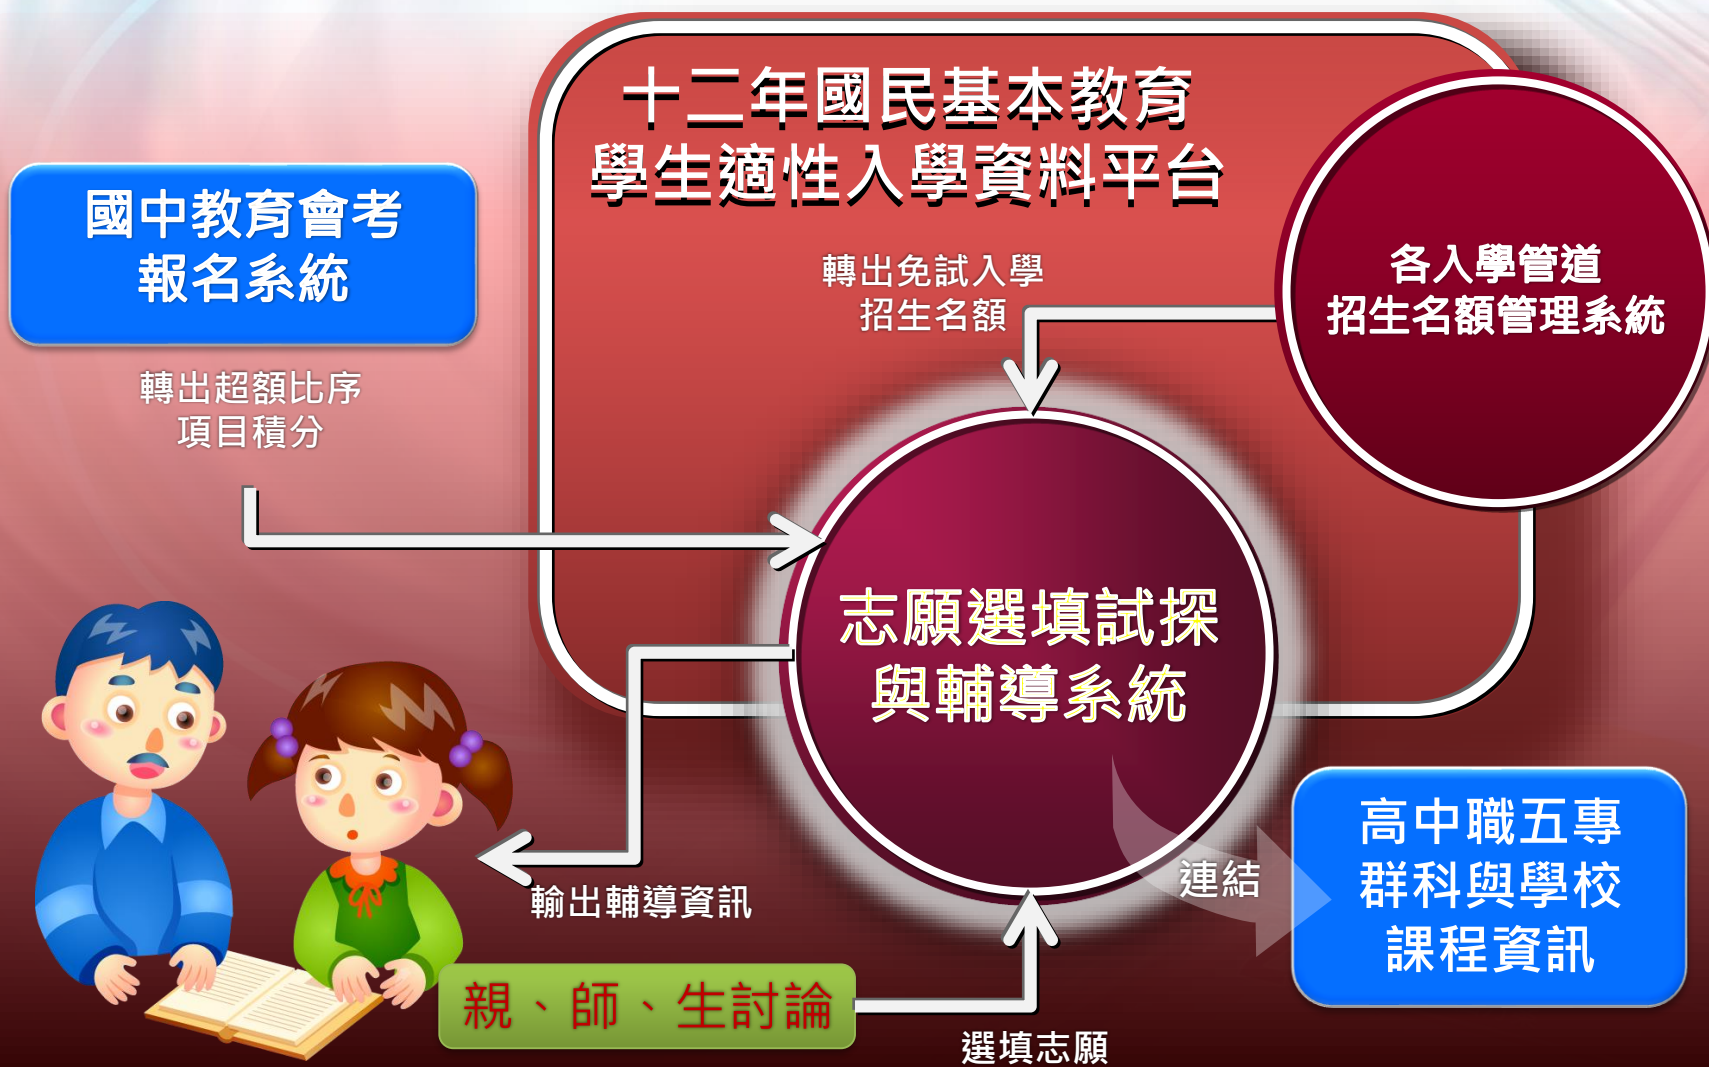 十二年國民基本教育
學生適性入學資料平台
國中教育會考
報名系統
各入學管道
招生名額管理系統
轉出免試入學
招生名額
轉出超額比序
項目積分
志願選填試探
與輔導系統
高中職五專
群科與學校
課程資訊
連結
輸出輔導資訊
親、師、生討論
選填志願